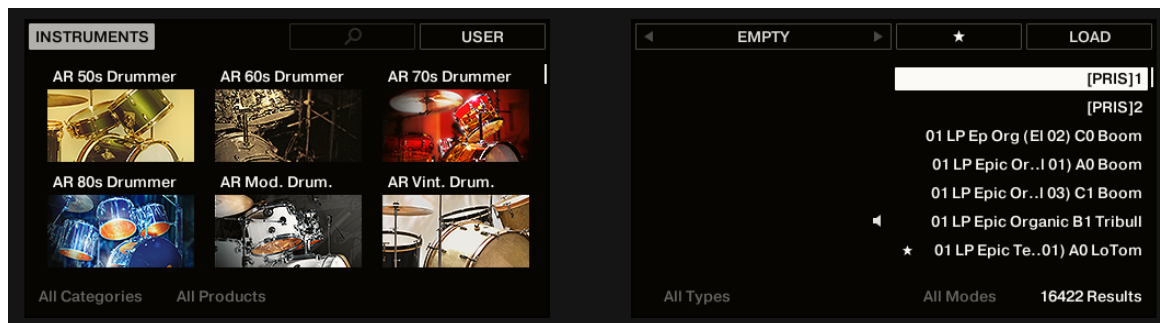 INSTRUMENTS USER
AR 50s Drummer AR 60s Drummer AR 70s Drummer
AR 80s Drummer AR Mod. Drum. AR Vint. Drum.
All Categories All Products
EMPTY ★ LOAD
[PRIS]1
[PRIS]2
01 LP Ep Org (El 02) C0 Boom
01 LP Epic Or..l 01) A0 Boom
01 LP Epic Or..l 03) C1 Boom
01 LP Epic Organic B1 Tribull
★ 01 LP Epic Te..01) A0 LoTom
All Types All Modes 16422 Results